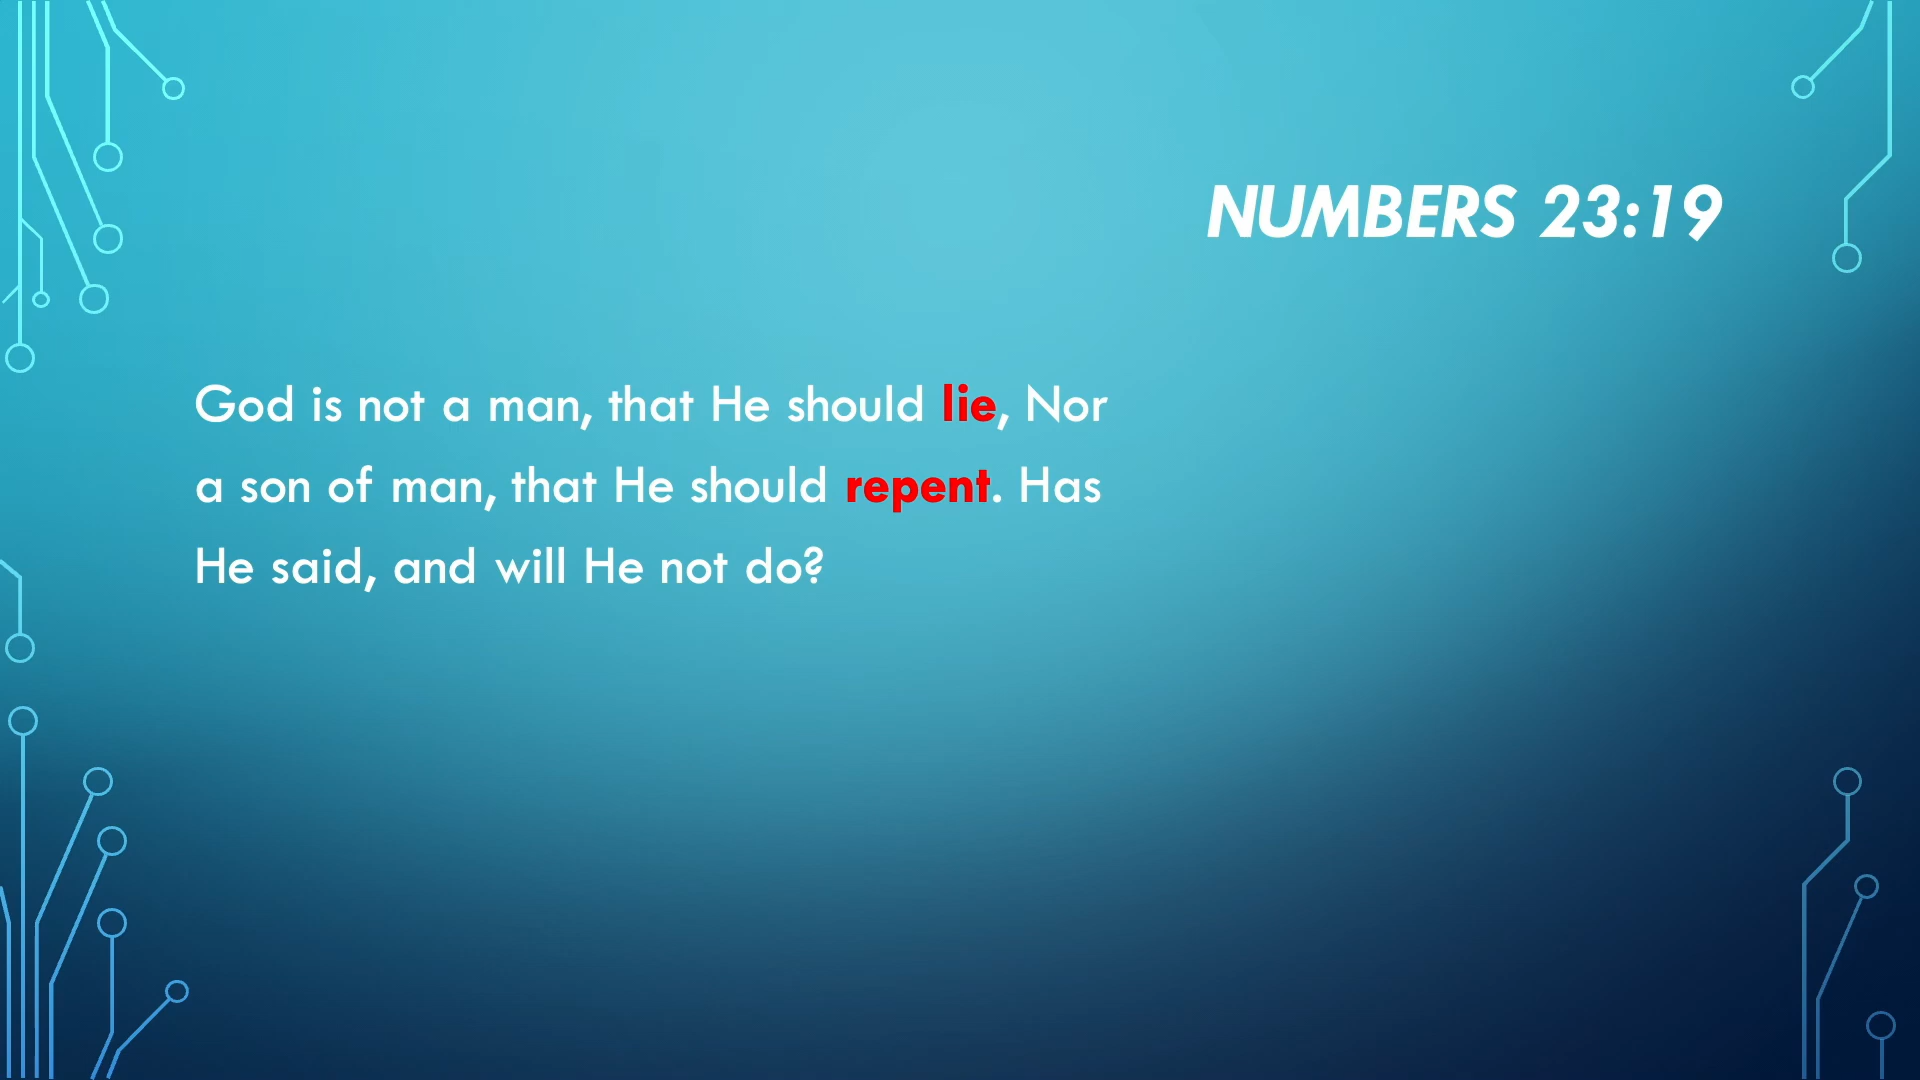 NUMBERS 23:19
God is not a man, that He should lie, Nor
a son of man, that He should repent. Has
He said, and will He not do?